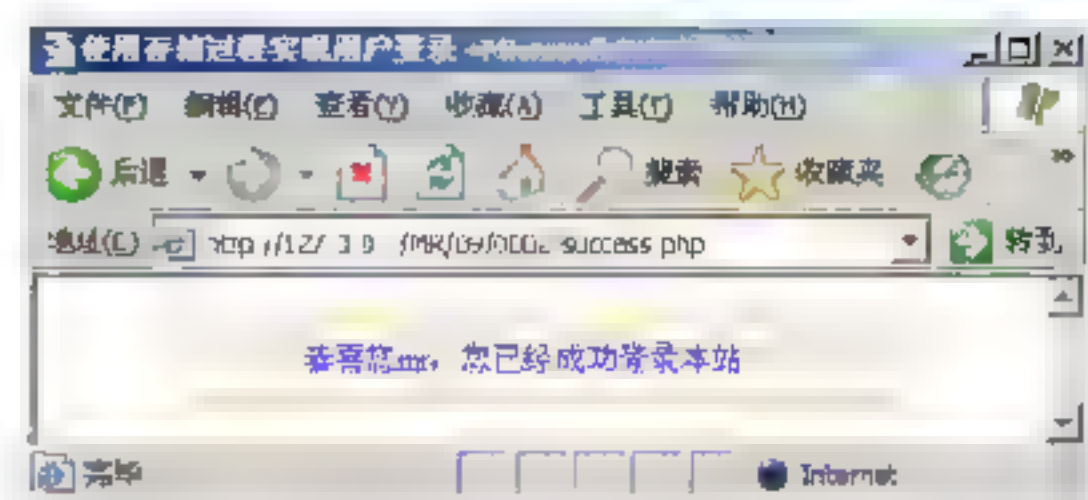 使用存储过程实现用户登录
文件(F) 编辑(E) 查看(V) 收藏(A) 工具(T) 帮助(H)
后退 搜索 收藏夹
地址(D) success.php 转到
恭喜您mr,您已经成功登录本站
完毕 Internet